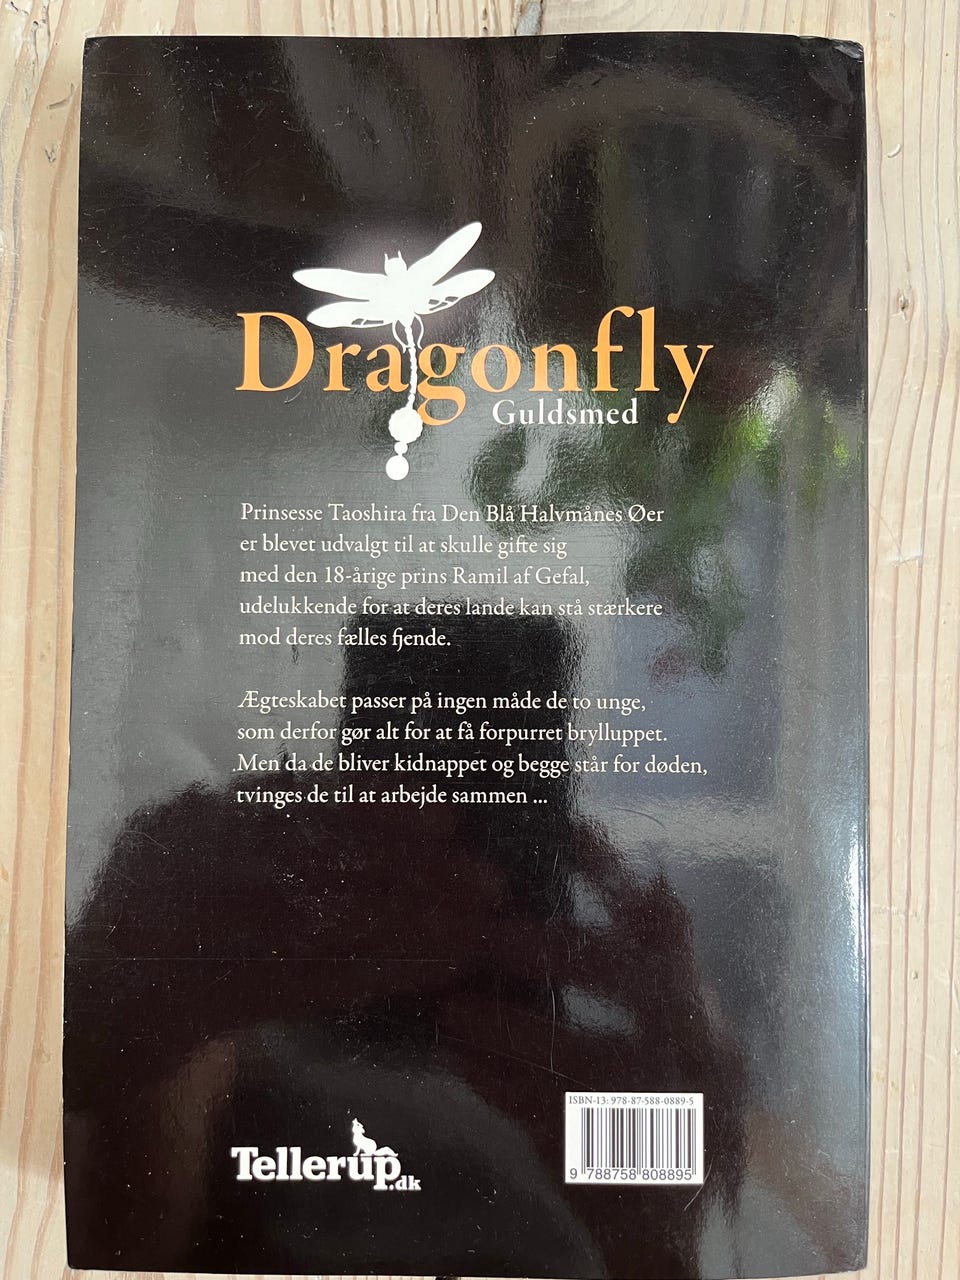 Dragonfly
Guldsmed
Prinsesse Taoshira fra Den Blå Halvmånes Øer
er blevet udvalgt til at skulle gifte sig
med den 18-årige prins Ramil af Gefal,
udelukkende for at deres lande kan stå stærkere
mod deres fælles fjende.
Ægteskabet passer på ingen måde de to unge,
som derfor gør alt for at få forpurret brylluppet.
Men da de bliver kidnappet og begge står for døden,
tvinges de til at arbejde sammen ...
ISBN-13: 978-87-588-0889-5
9 788758 808895
Tellerup.dk